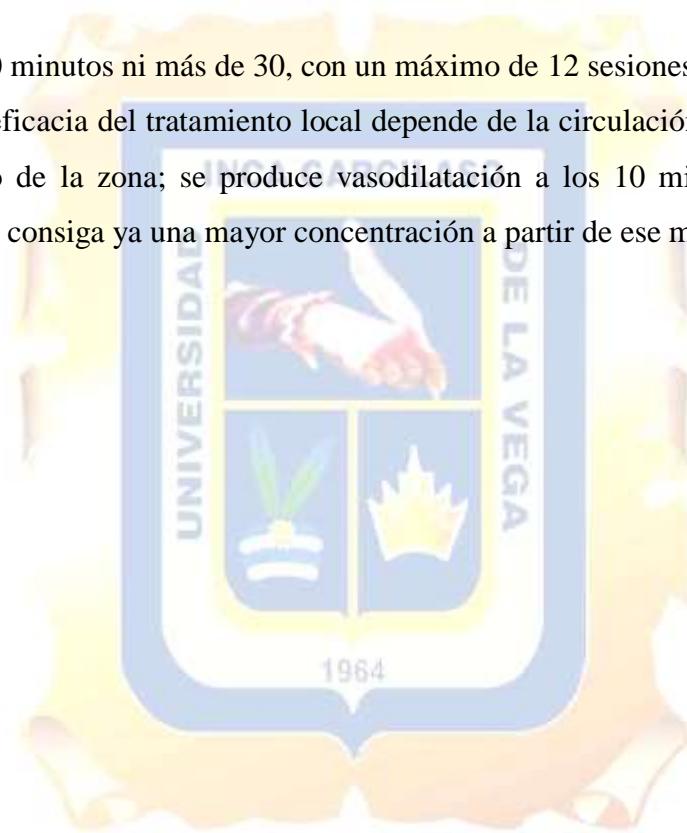 minutos ni más de 30, con un máximo de 12 sesiones
eficacia del tratamiento local depende de la circulación
de la zona; se produce vasodilatación a los 10
consiga ya una mayor concentración a partir de ese
INCA GARCILASO
UNIVERSIDAD
DE LA VEGA
1964